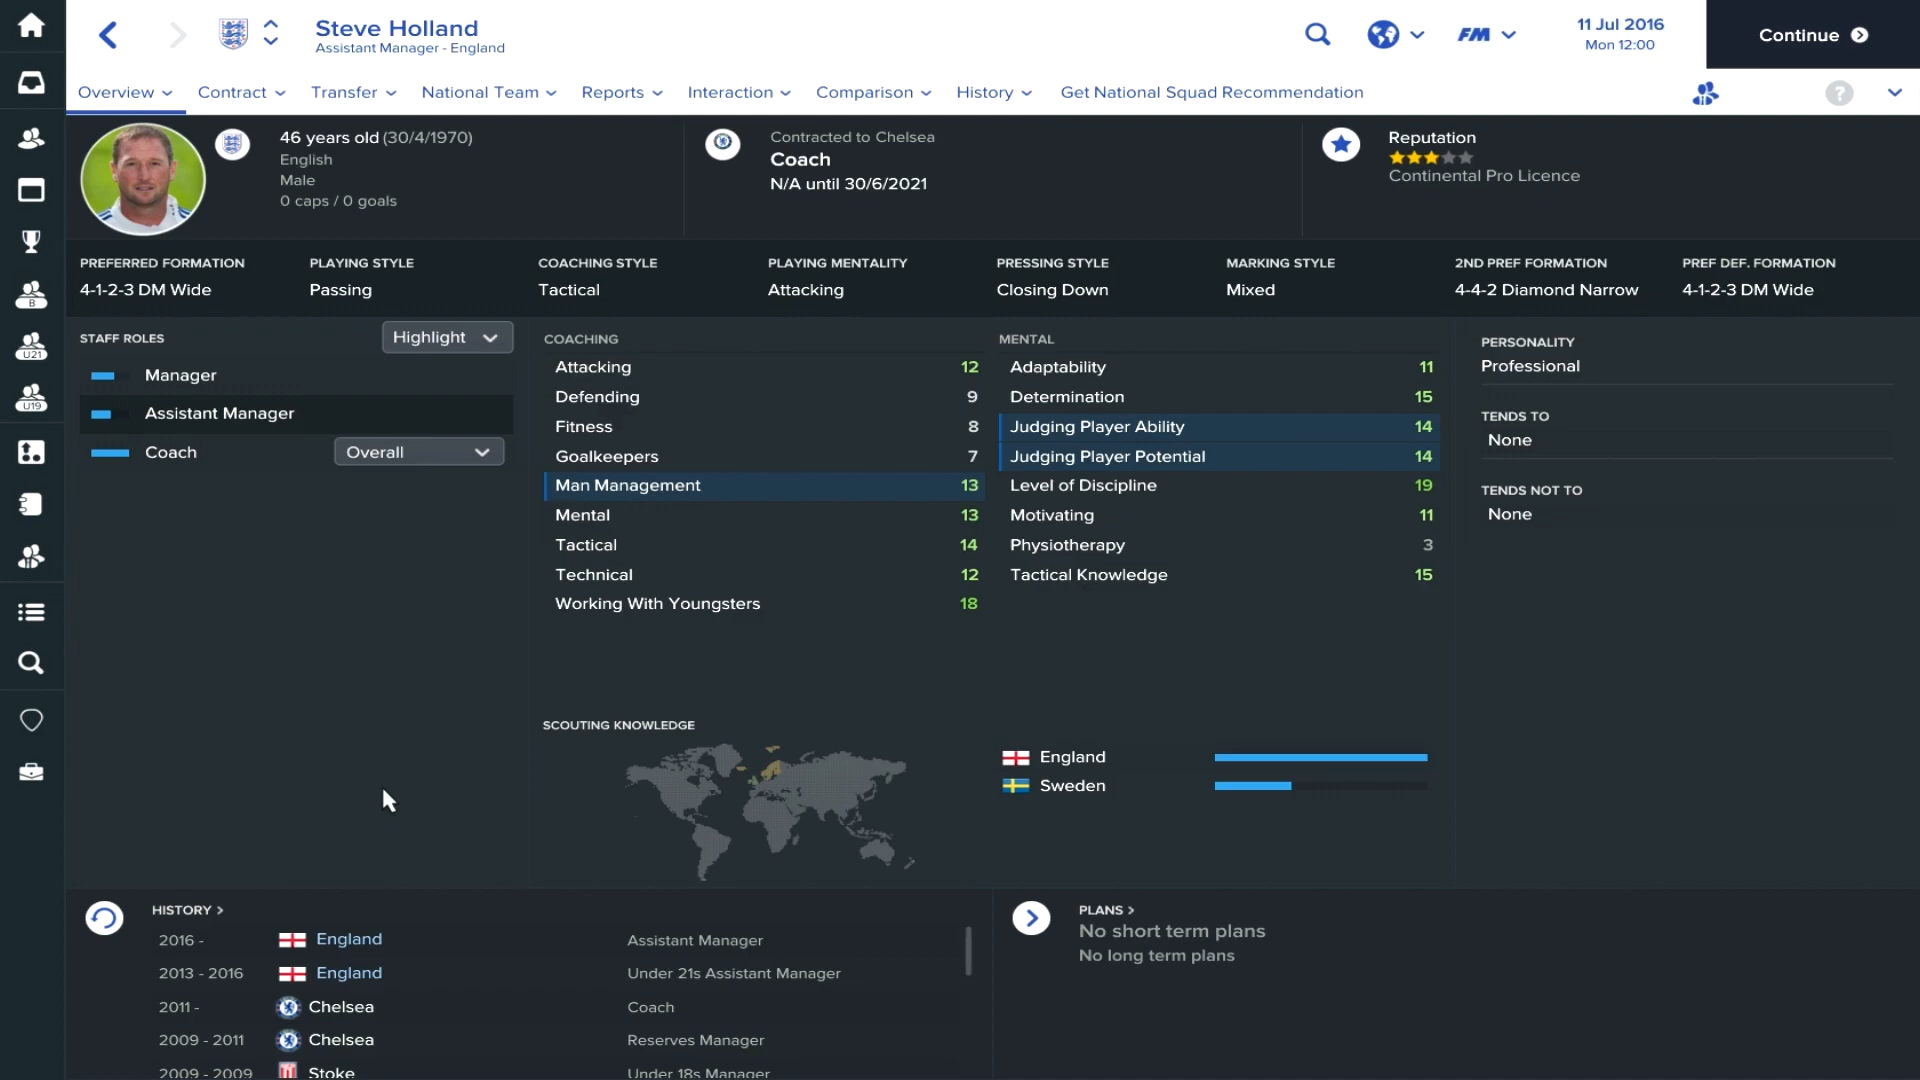 Steve Holland
Assistant Manager - England
FM
11 Jul 2016
Mon 12:00
Continue
Overview
Contract
Transfer
National Team
Reports
Interaction
Comparison
History
Get National Squad Recommendation
?
46 years old (30/4/1970)
English
Male
0 caps / 0 goals
Contracted to Chelsea
Coach
N/A until 30/6/2021
Reputation
Continental Pro Licence
PREFERRED FORMATION
4-1-2-3 DM Wide
PLAYING STYLE
Passing
COACHING STYLE
Tactical
PLAYING MENTALITY
Attacking
PRESSING STYLE
Closing Down
MARKING STYLE
Mixed
2ND PREF FORMATION
4-4-2 Diamond Narrow
PREF DEF. FORMATION
4-1-2-3 DM Wide
B
U21
U19
STAFF ROLES
Highlight
Manager
Assistant Manager
Coach
Overall
COACHING
Attacking 12
Defending 9
Fitness 8
Goalkeepers 7
Man Management 13
Mental 13
Tactical 14
Technical 12
Working With Youngsters 18
MENTAL
Adaptability 11
Determination 15
Judging Player Ability 14
Judging Player Potential 14
Level of Discipline 19
Motivating 11
Physiotherapy 3
Tactical Knowledge 15
PERSONALITY
Professional
TENDS TO
None
TENDS NOT TO
None
SCOUTING KNOWLEDGE
England
Sweden
HISTORY >
2016 - England Assistant Manager
2013 - 2016 England Under 21s Assistant Manager
2011 - Chelsea Coach
2009 - 2011 Chelsea Reserves Manager
2009 - 2009 Stoke Under 18s Manager
PLANS >
No short term plans
No long term plans